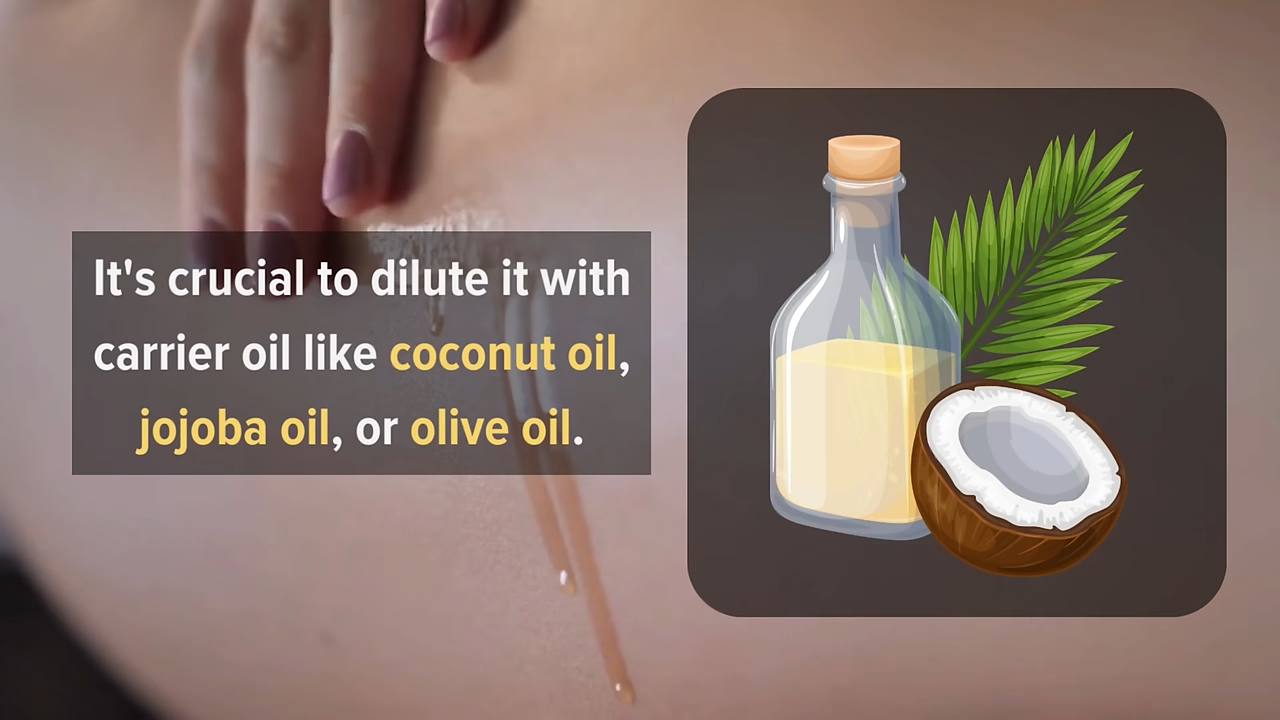 It's crucial to dilute it with
carrier oil like coconut oil,
jojoba oil, or olive oil.